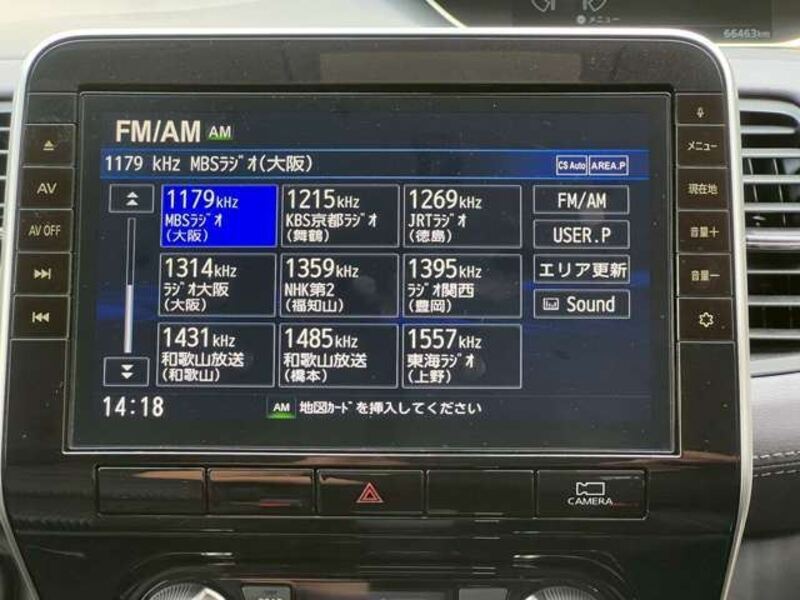 メニュー
66463km
FM/AM AM
1179 kHz MBSﾗｼﾞｵ(大阪)
CS Auto AREA.P
1179kHz
MBSﾗｼﾞｵ
(大阪)
1215kHz
KBS京都ﾗｼﾞｵ
(舞鶴)
1269kHz
JRTﾗｼﾞｵ
(徳島)
FM/AM
USER.P
1314kHz
ﾗｼﾞｵ大阪
(大阪)
1359kHz
NHK第2
(福知山)
1395kHz
ﾗｼﾞｵ関西
(豊岡)
エリア更新
Sound
1431kHz
和歌山放送
(和歌山)
1485kHz
和歌山放送
(橋本)
1557kHz
東海ﾗｼﾞｵ
(上野)
14:18
AM 地図ｶｰﾄﾞを挿入してください
AV
AV OFF
メニュー
現在地
音量＋
音量－
CAMERA